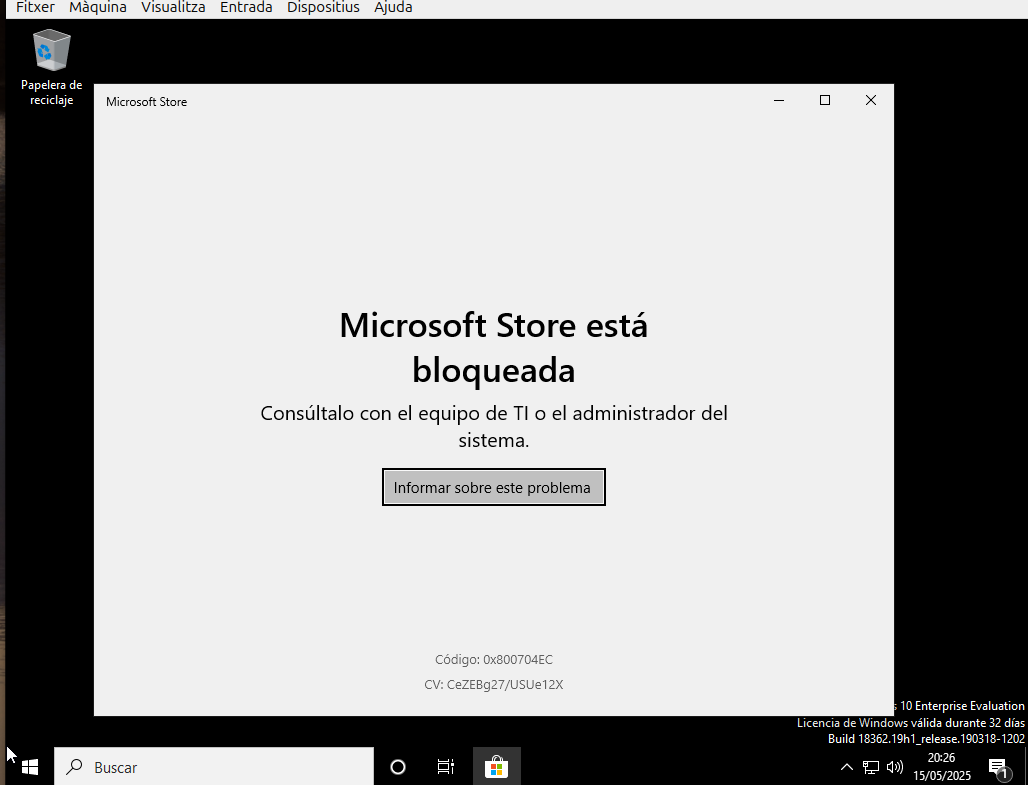 Fitxer Màquina Visualitza Entrada Dispositius Ajuda
Papelera de
reciclaje
Microsoft Store
Microsoft Store está
bloqueada
Consúltalo con el equipo de TI o el administrador del
sistema.
Informar sobre este problema
Código: 0x800704EC
CV: CeZEBg27/USUe12X
10 Enterprise Evaluation
Licencia de Windows válida durante 32 días
Build 18362.19h1_release.190318-1202
Buscar
20:26
15/05/2025
1